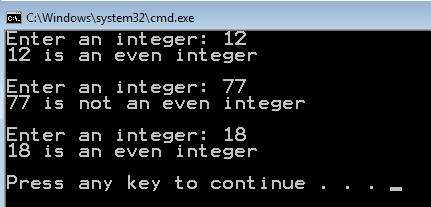 C:\Windows\system32\cmd.exe
Enter an integer: 12
12 is an even integer
Enter an integer: 77
77 is not an even integer
Enter an integer: 18
18 is an even integer
Press any key to continue . . .